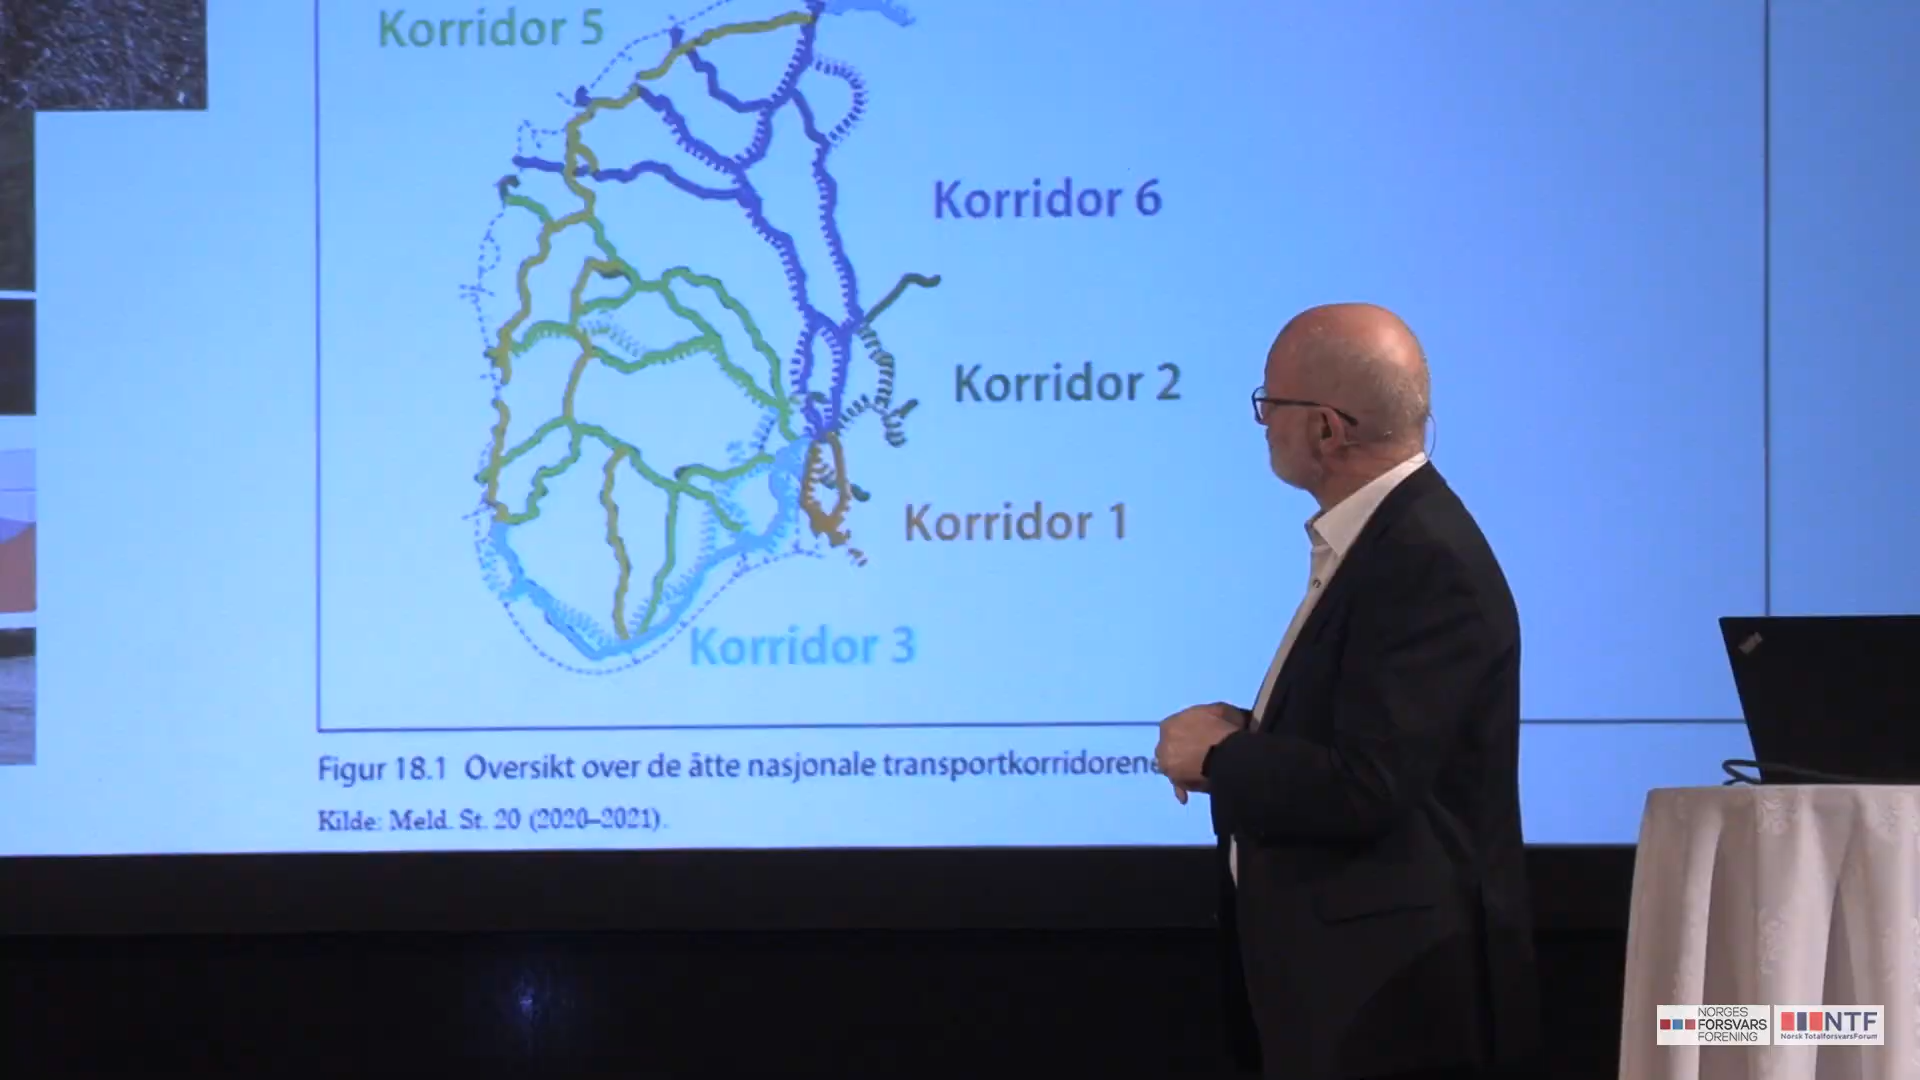 Korridor 5
Korridor 6
Korridor 2
Korridor 1
Korridor 3
Figur 18.1 Oversikt over de åtte nasjonale transportkorridorene
Kilde: Meld. St. 20 (2020–2021).
NORGES
FORSVARS
FORENING
NTF
Norsk TotalforsvarsForum